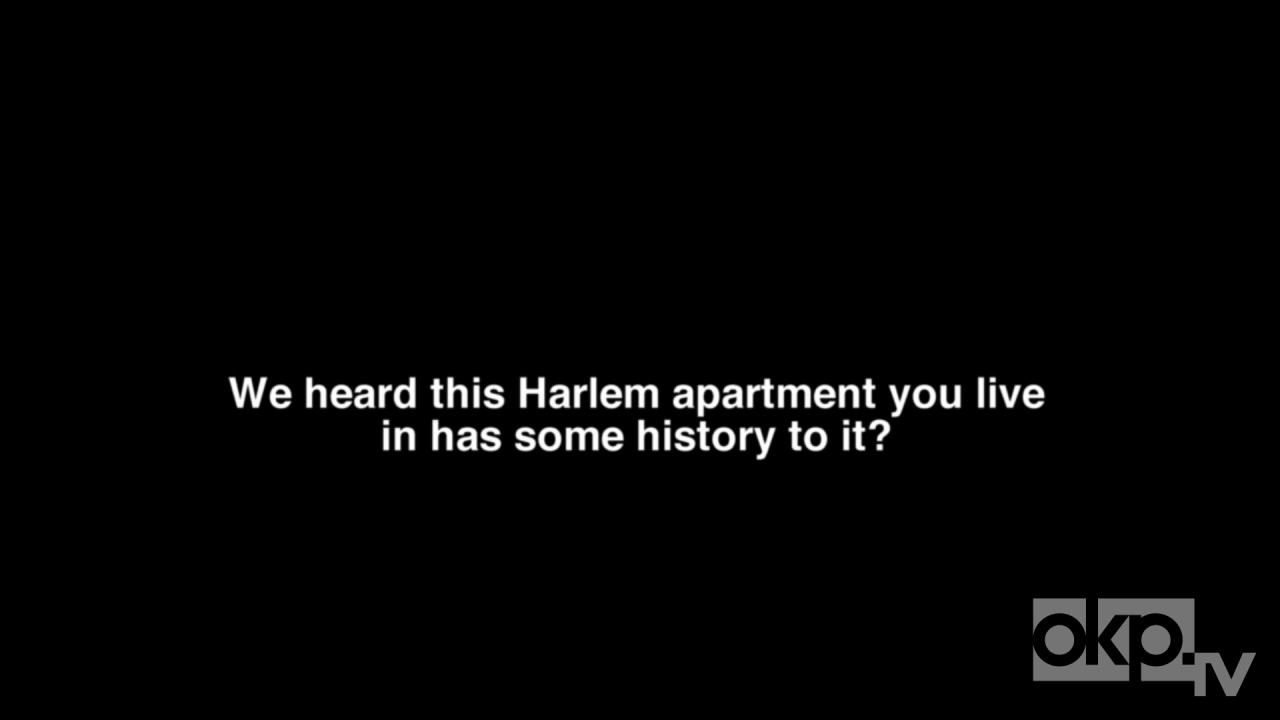 We heard this Harlem apartment you live
in has some history to it?
okp.
TV